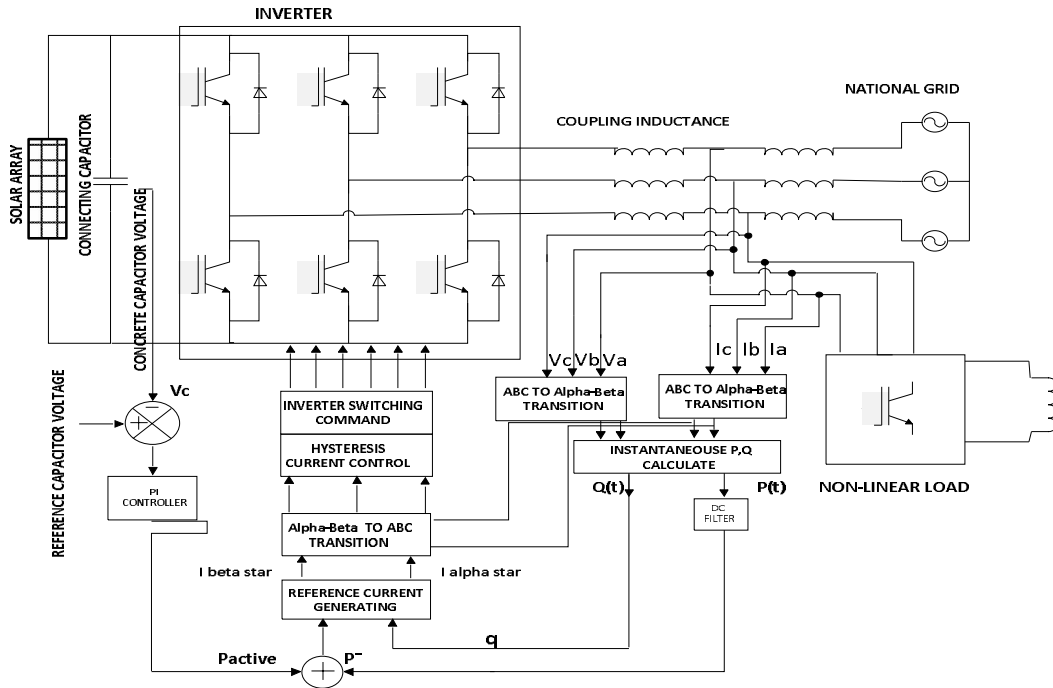 INVERTER
NATIONAL GRID
COUPLING INDUCTANCE
SOLAR ARRAY
CONNECTING CAPACITOR
CONCRETE CAPACITOR VOLTAGE
REFERENCE CAPACITOR VOLTAGE
Vc
PI
CONTROLLER
INVERTER SWITCHING
COMMAND
HYSTERESIS
CURRENT CONTROL
Alpha-Beta TO ABC
TRANSITION
I beta star
I alpha star
REFERENCE CURRENT
GENERATING
Pactive
P-
q
Vc Vb Va
Ic Ib Ia
ABC TO Alpha-Beta
TRANSITION
ABC TO Alpha-Beta
TRANSITION
INSTANTANEOUSE P,Q
CALCULATE
Q(t)
P(t)
DC
FILTER
NON-LINEAR LOAD